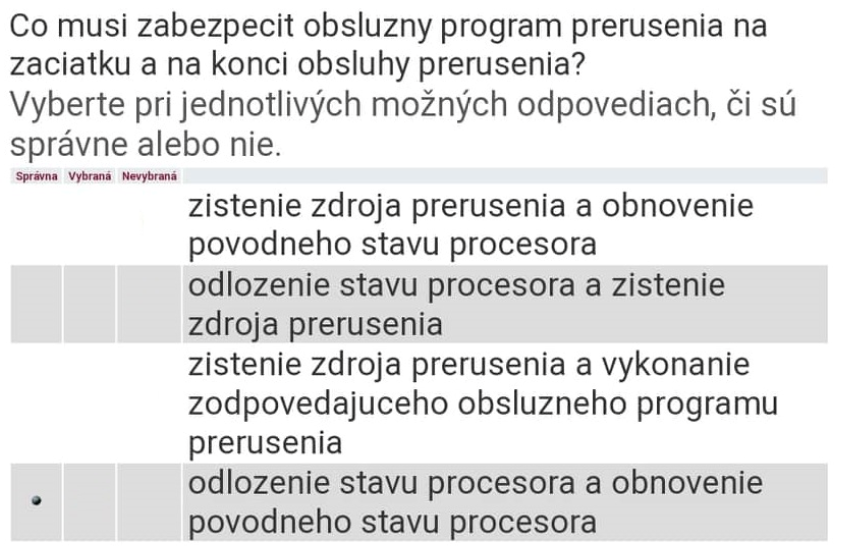 Co musi zabezpecit obsluzny program prerusenia na
zaciatku a na konci obsluhy prerusenia?
Vyberte pri jednotlivých možných odpovediach, či sú
správne alebo nie.
Správna Vybraná Nevybraná
zistenie zdroja prerusenia a obnovenie
povodneho stavu procesora
odlozenie stavu procesora a zistenie
zdroja prerusenia
zistenie zdroja prerusenia a vykonanie
zodpovedajuceho obsluzneho programu
prerusenia
odlozenie stavu procesora a obnovenie
povodneho stavu procesora